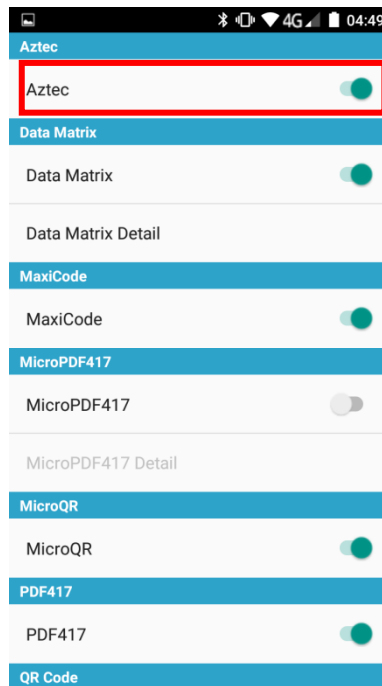 4G 04:49
Aztec
Aztec
Data Matrix
Data Matrix
Data Matrix Detail
MaxiCode
MaxiCode
MicroPDF417
MicroPDF417
MicroPDF417 Detail
MicroQR
MicroQR
PDF417
PDF417
QR Code